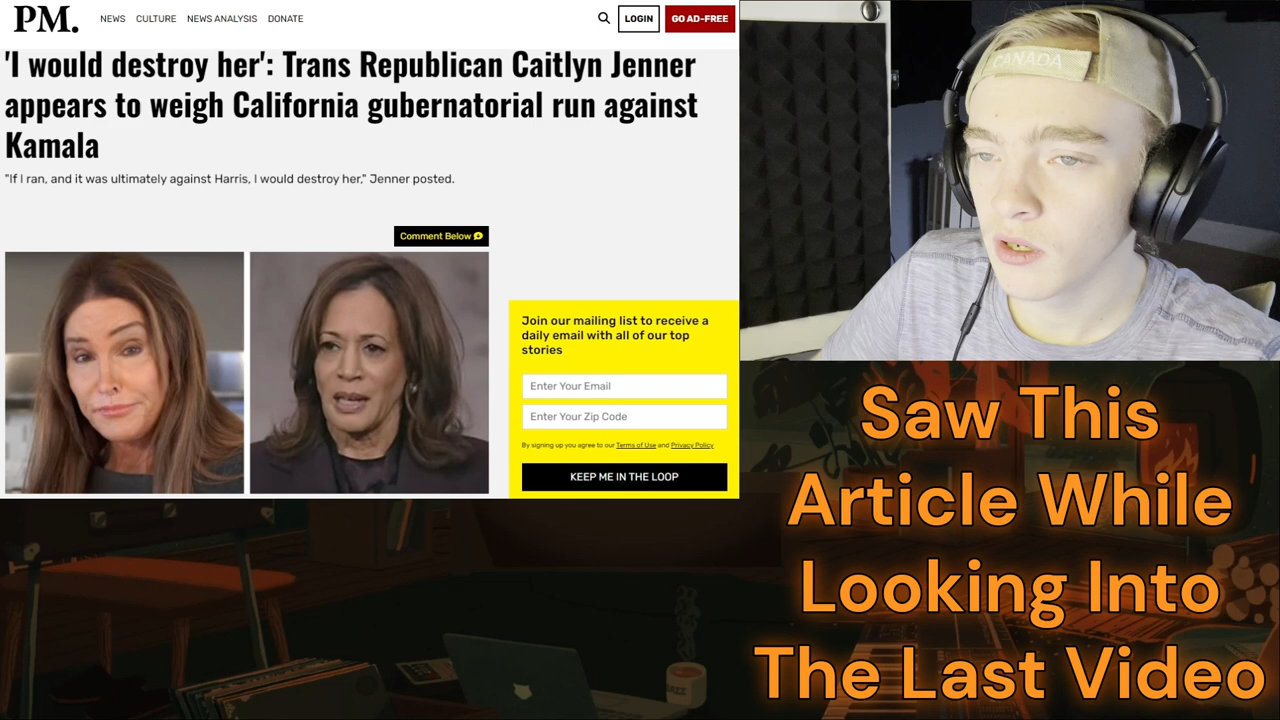 PM.
NEWS CULTURE NEWS ANALYSIS DONATE
LOGIN GO AD-FREE
'I would destroy her': Trans Republican Caitlyn Jenner
appears to weigh California gubernatorial run against
Kamala
"If I ran, and it was ultimately against Harris, I would destroy her," Jenner posted.
Comment Below
Join our mailing list to receive a
daily email with all of our top
stories
Enter Your Email
Enter Your Zip Code
By signing up you agree to our Terms of Use and Privacy Policy
KEEP ME IN THE LOOP
CANADA
Saw This
Article While
Looking Into
The Last Video